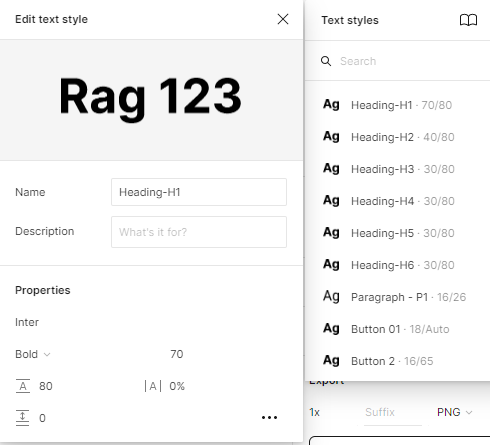 Edit text style
Rag 123
Name
Heading-H1
Description
What's it for?
Properties
Inter
Bold
70
A 80
|A| 0%
0
Text styles
Search
Ag Heading-H1 · 70/80
Ag Heading-H2 · 40/80
Ag Heading-H3 · 30/80
Ag Heading-H4 · 30/80
Ag Heading-H5 · 30/80
Ag Heading-H6 · 30/80
Ag Paragraph - P1 · 16/26
Ag Button 01 · 18/Auto
Ag Button 2 · 16/65
Export
1x
Suffix
PNG